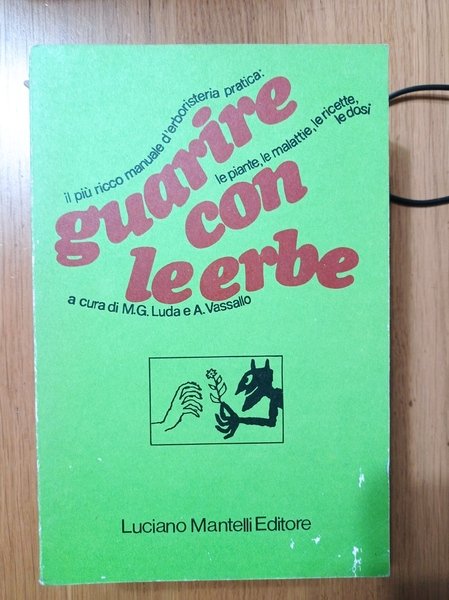 il più ricco manuale d'erboristeria pratica:
le piante, le malattie, le ricette,
le dosi
guarire
con
le erbe
a cura di M.G. Luda e A. Vassallo
Luciano Mantelli Editore